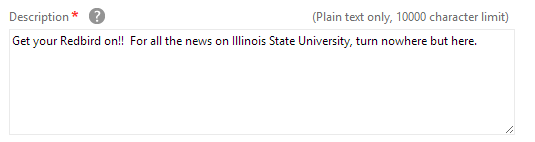 Description * ? (Plain text only, 10000 character limit)
Get your Redbird on!!  For all the news on Illinois State University, turn nowhere but here.